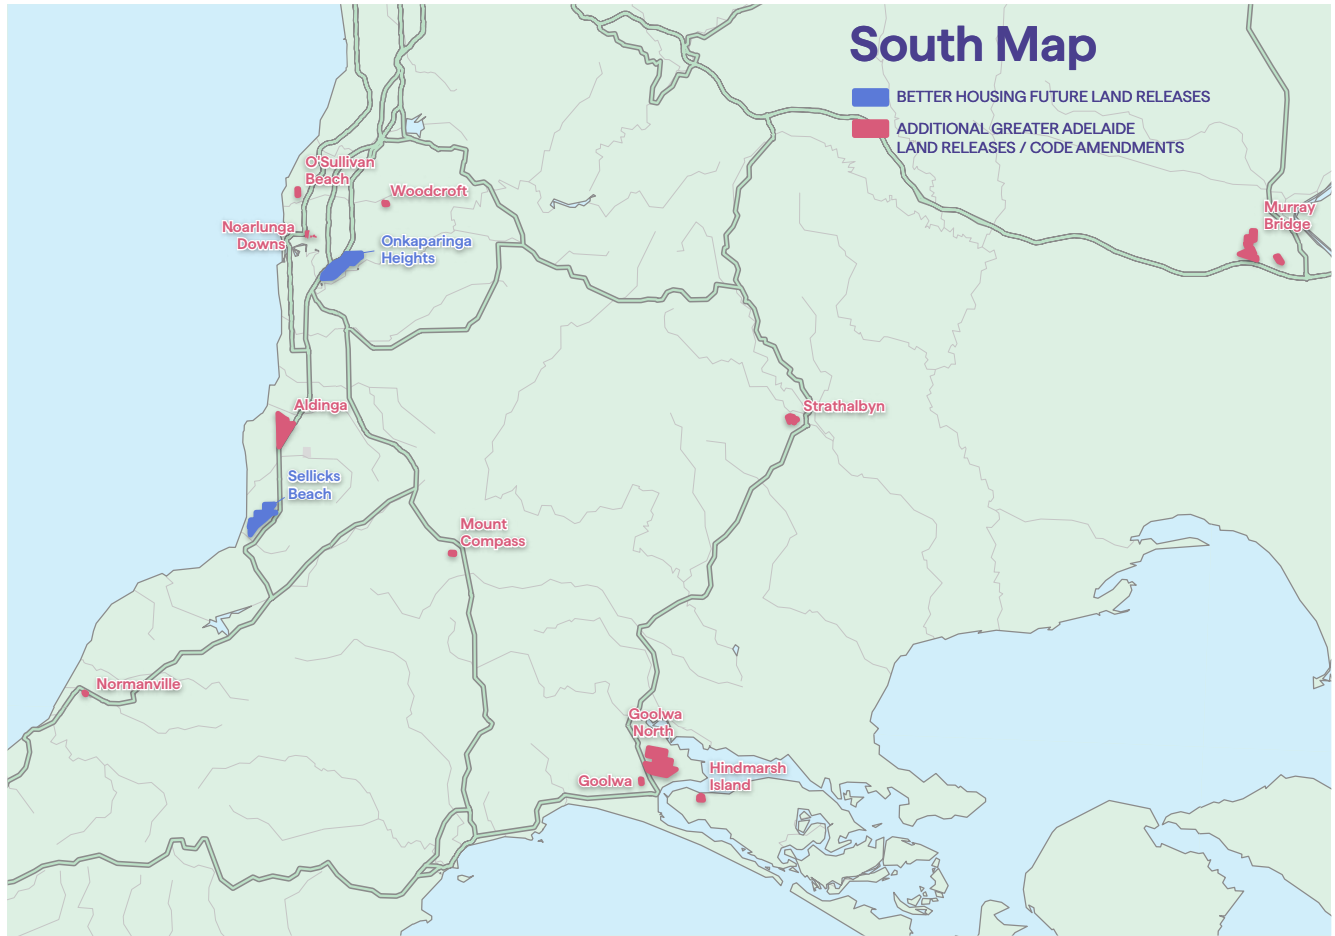 South Map
BETTER HOUSING FUTURE LAND RELEASES
ADDITIONAL GREATER ADELAIDE
LAND RELEASES / CODE AMENDMENTS
O'Sullivan
Beach
Woodcroft
Murray
Bridge
Noarlunga
Downs
Onkaparinga
Heights
Aldinga
Strathalbyn
Sellicks
Beach
Mount
Compass
Normanville
Goolwa
North
Goolwa
Hindmarsh
Island